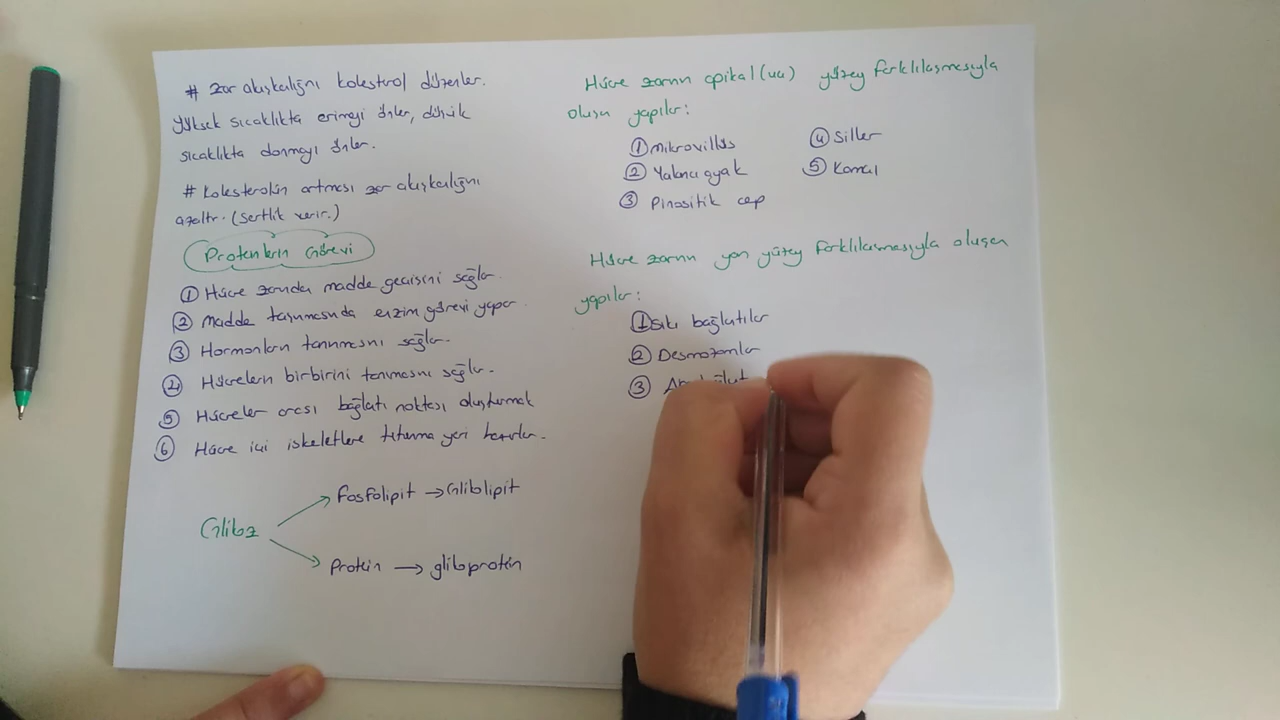 # zar akışkanlığını kolestrol düzenler.
Yüksek sıcaklıkta erimeyi önler, düşük
sıcaklıkta donmayı önler.
# Kolesterolün artması zar akışkanlığını
azaltır. (Sertlik verir.)
Proteinlerin Görevi
① Hücre zarında madde geçişini sağlar.
② Madde taşınmasında enzim görevi yapar.
③ Hormonların tanınmasını sağlar.
④ Hücrelerin birbirini tanımasını sağlar.
⑤ Hücreler arası bağlantı noktası oluşturmak
⑥ Hücre içi iskeletlere tutunma yeri hazırlar.
Glikoz
Fosfolipit → Glikolipit
Protein → glikoprotein
Hücre zarının apikal (uç) yüzey farklılaşmasıyla
oluşan yapılar:
① Mikrovillüs
② Yalancı ayak
③ Pinositik cep
④ Siller
⑤ Kamçı
Hücre zarının yan yüzey farklılaşmasıyla oluşan
yapılar:
① Sıkı bağlantılar
② Desmozomlar
③